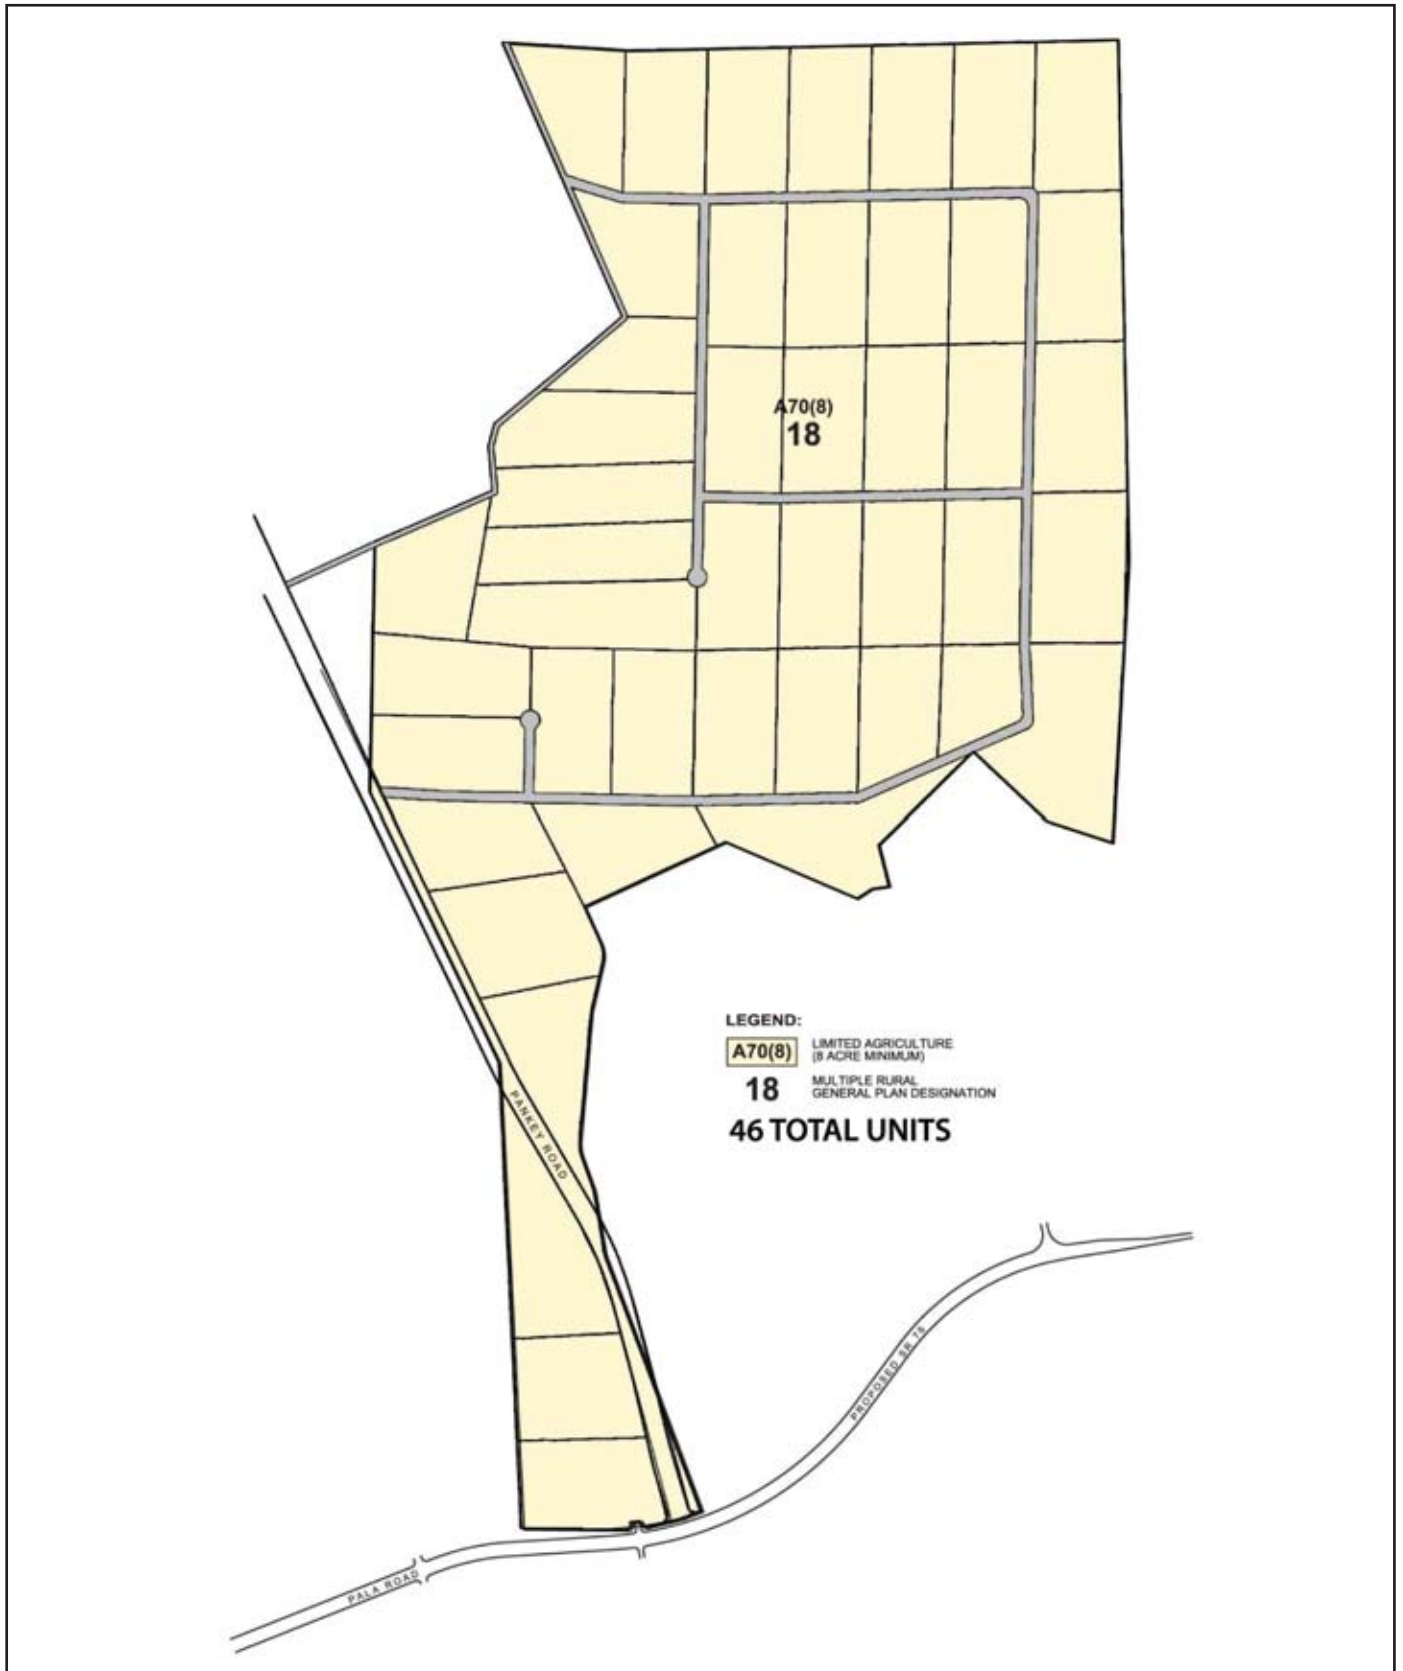 A70(8)
18
LEGEND:
A70(8) LIMITED AGRICULTURE
(8 ACRE MINIMUM)
18 MULTIPLE RURAL
GENERAL PLAN DESIGNATION
46 TOTAL UNITS
PANKEY ROAD
PROPOSED SR 76
PALA ROAD